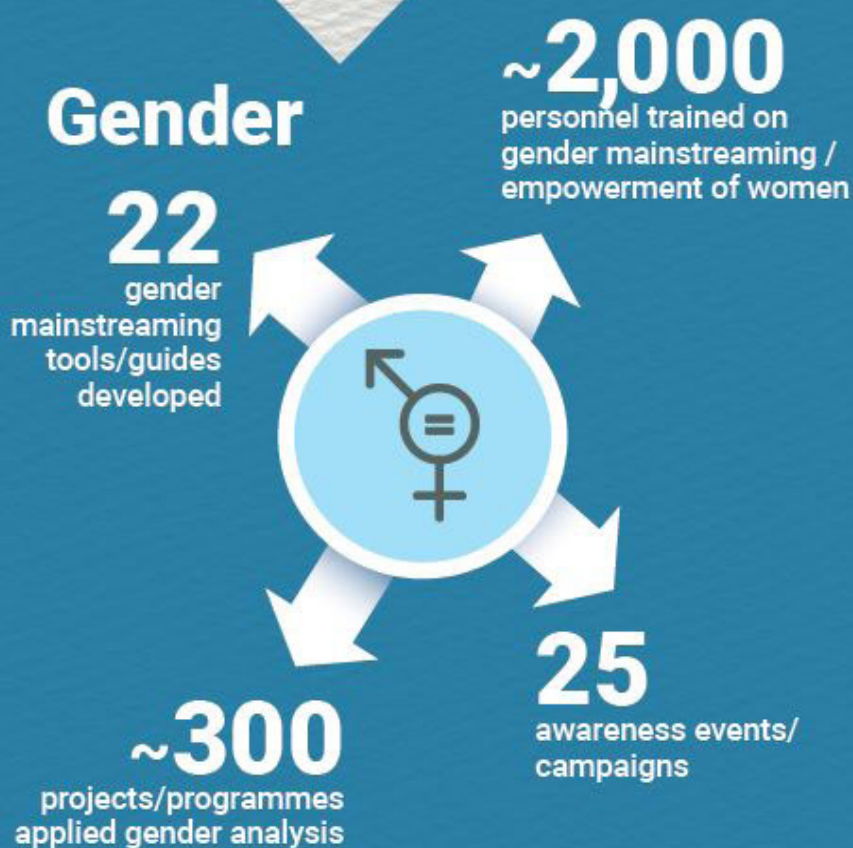 Gender
22
gender
mainstreaming
tools/guides
developed
~2,000
personnel trained on
gender mainstreaming /
empowerment of women
~300
projects/programmes
applied gender analysis
25
awareness events/
campaigns